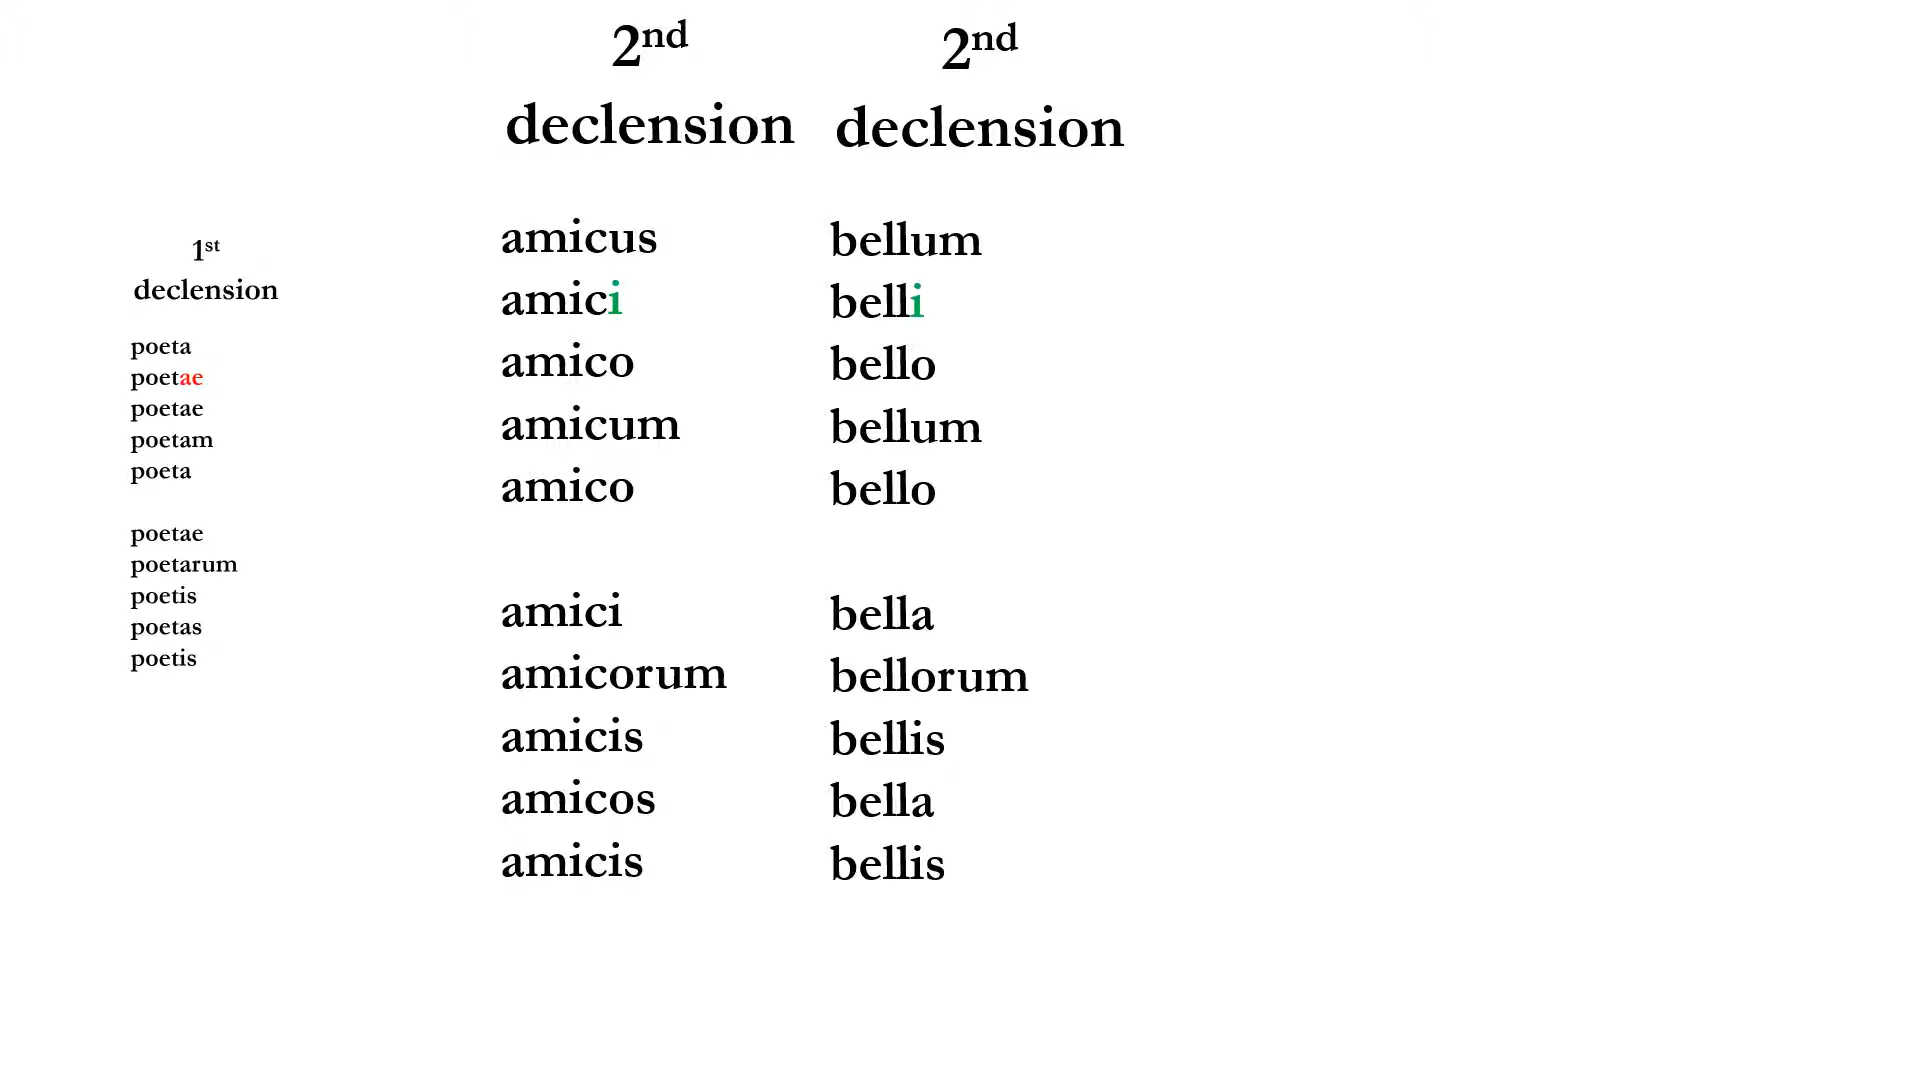 1st
declension
poeta
poetae
poetae
poetam
poeta
poetae
poetarum
poetis
poetas
poetis
2nd
declension
amicus
amici
amico
amicum
amico
amici
amicorum
amicis
amicos
amicis
2nd
declension
bellum
belli
bello
bellum
bello
bella
bellorum
bellis
bella
bellis